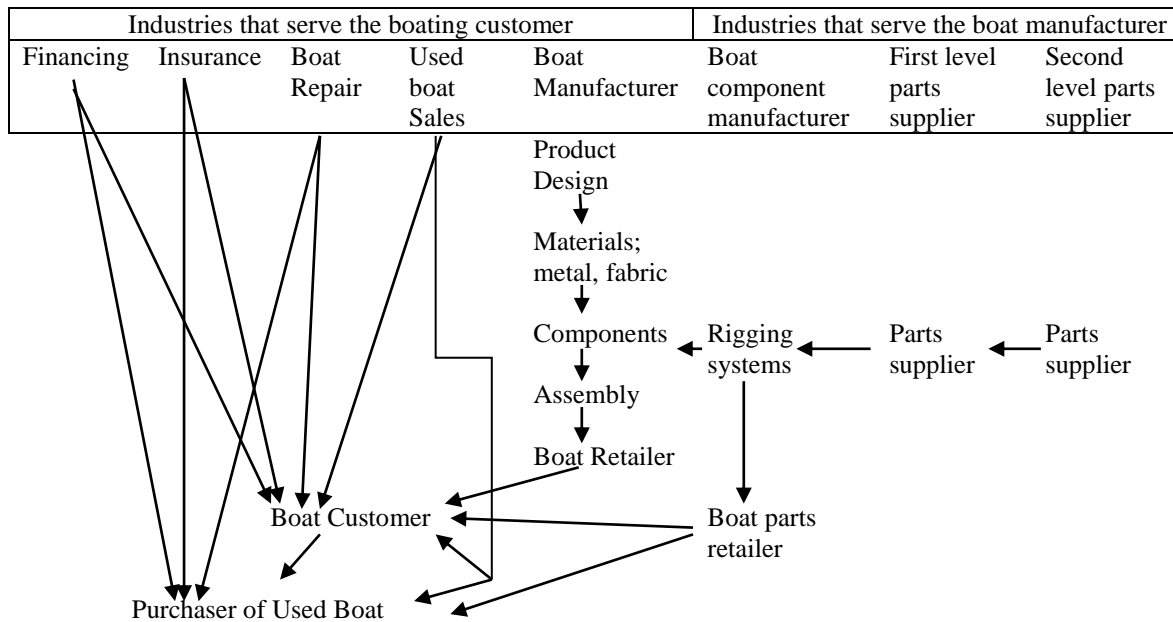 Industries that serve the boating customer
Industries that serve the boat manufacturer
Financing
Insurance
Boat
Repair
Used
boat
Sales
Boat
Manufacturer
Boat
component
manufacturer
First level
parts
supplier
Second
level parts
supplier
Product
Design
Materials;
metal, fabric
Components
Rigging
systems
Parts
supplier
Parts
supplier
Assembly
Boat Retailer
Boat Customer
Boat parts
retailer
Purchaser of Used Boat